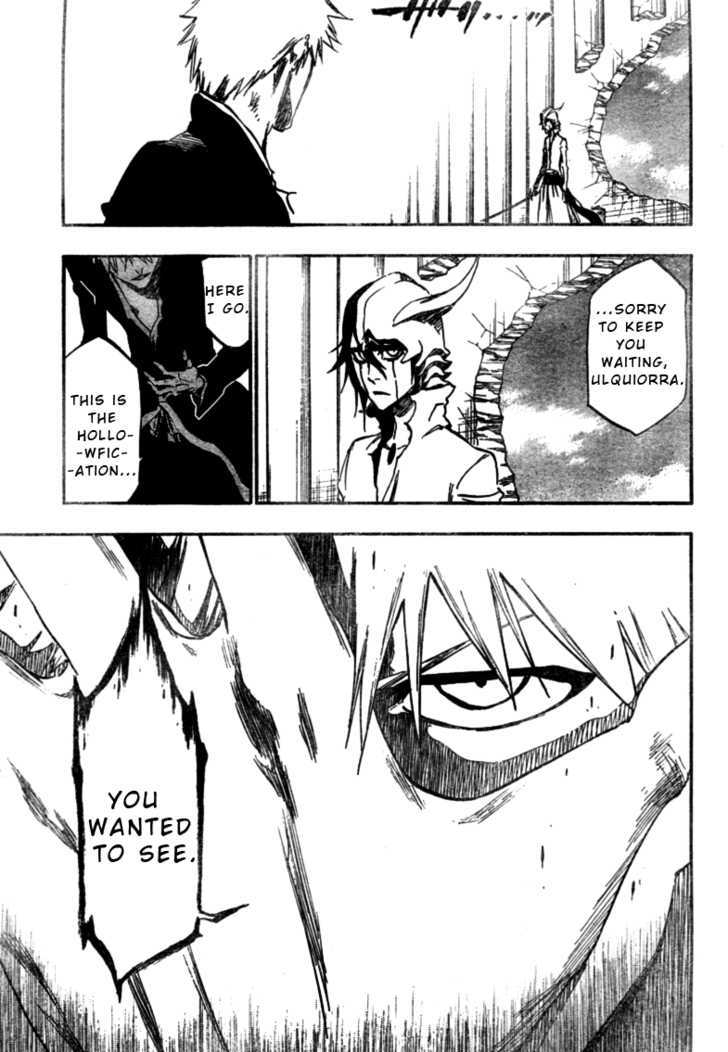 ...SORRY
TO KEEP
YOU
WAITING,
ULQUIORRA.
HERE
I GO.
THIS IS
THE
HOLLO-
-WFIC-
-ATION...
YOU
WANTED
TO SEE.